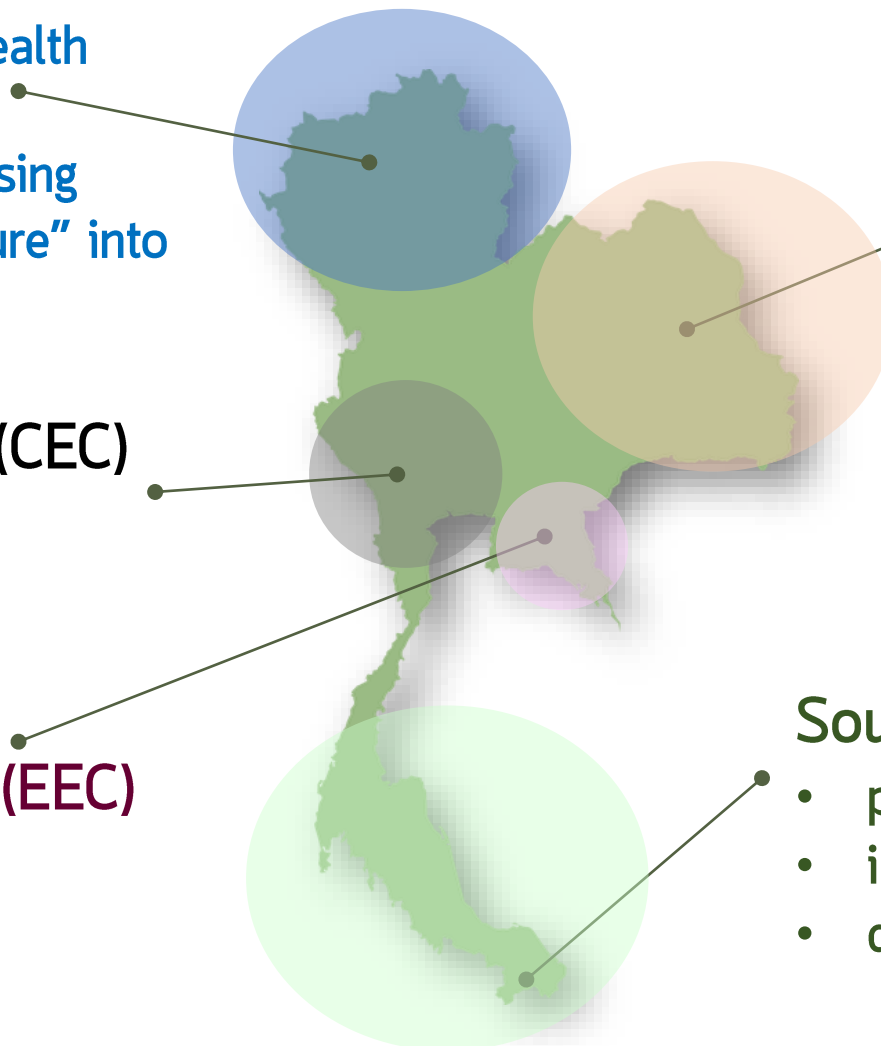 ealth
sing
ure” into
(CEC)
(EEC)
Sou
• p
• i
•